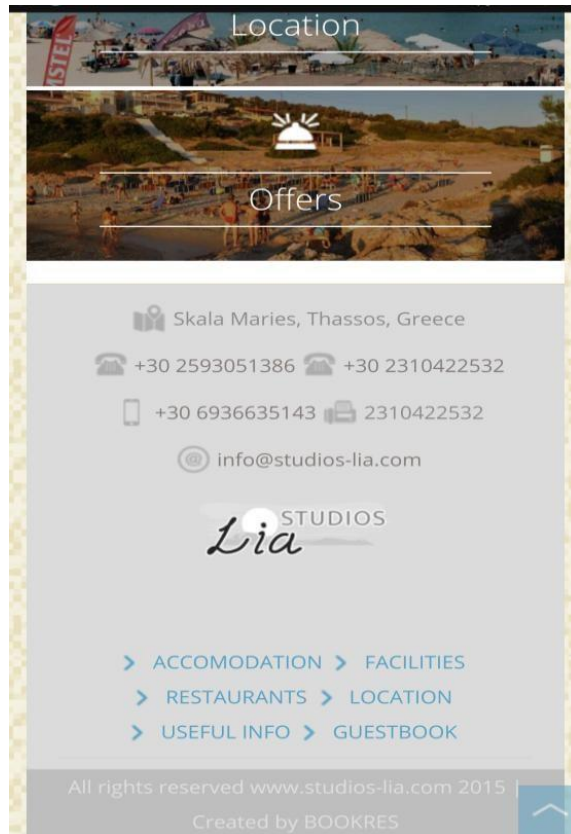 Location
AMSTEL
Offers
Skala Maries, Thassos, Greece
+30 2593051386 +30 2310422532
+30 6936635143 2310422532
info@studios-lia.com
STUDIOS
Lia
> ACCOMODATION > FACILITIES
> RESTAURANTS > LOCATION
> USEFUL INFO > GUESTBOOK
All rights reserved www.studios-lia.com 2015 |
Created by BOOKRES